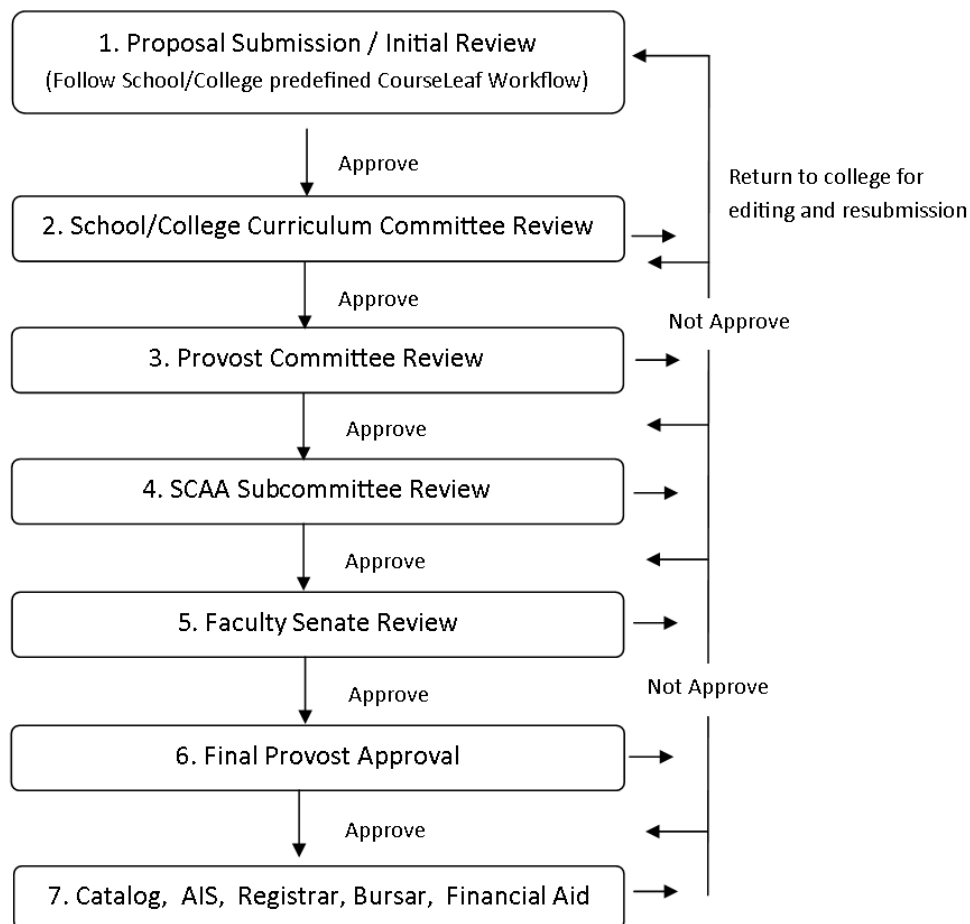 1. Proposal Submission / Initial Review
(Follow School/College predefined CourseLeaf Workflow)
Approve
Return to college for
editing and resubmission
2. School/College Curriculum Committee Review
Approve
Not Approve
3. Provost Committee Review
Approve
4. SCAA Subcommittee Review
Approve
5. Faculty Senate Review
Approve
Not Approve
6. Final Provost Approval
Approve
7. Catalog, AIS, Registrar, Bursar, Financial Aid